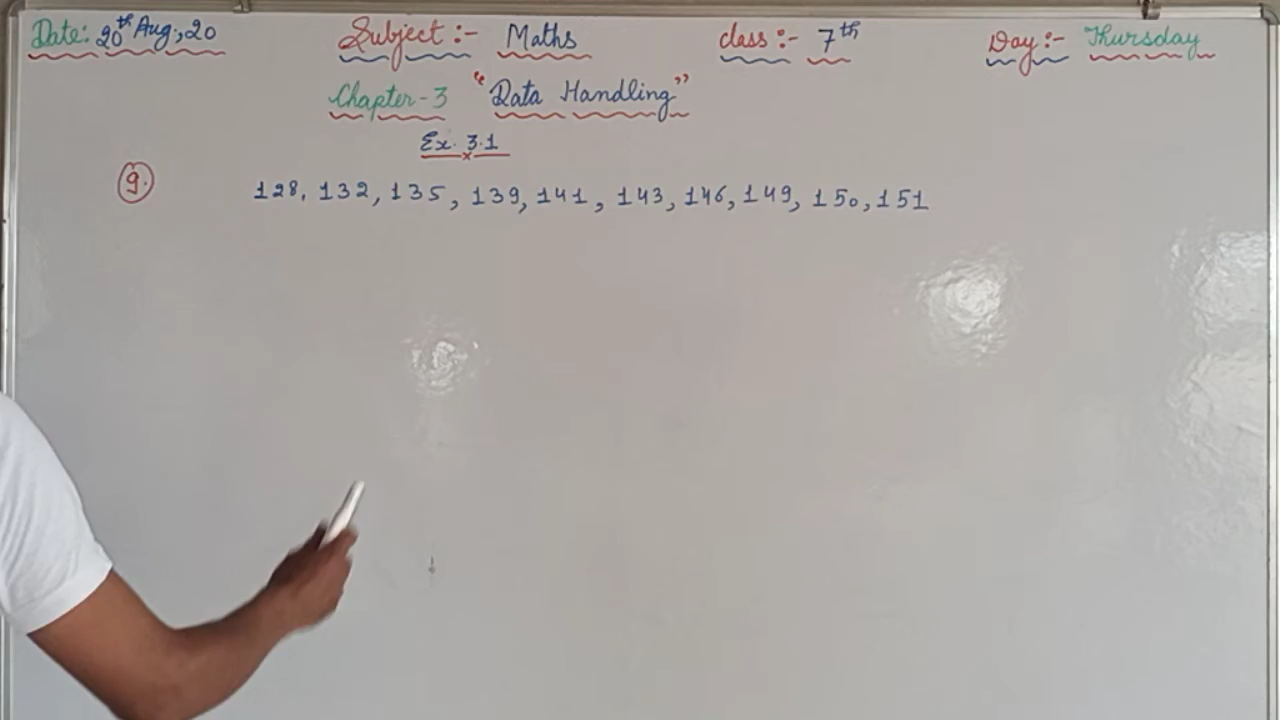 Date: 20th Aug., 20 Subject :- Maths class :- 7th Day :- Thursday
Chapter-3 "Data Handling"
Ex. 3.1
9. 128, 132, 135, 139, 141, 143, 146, 149, 150, 151